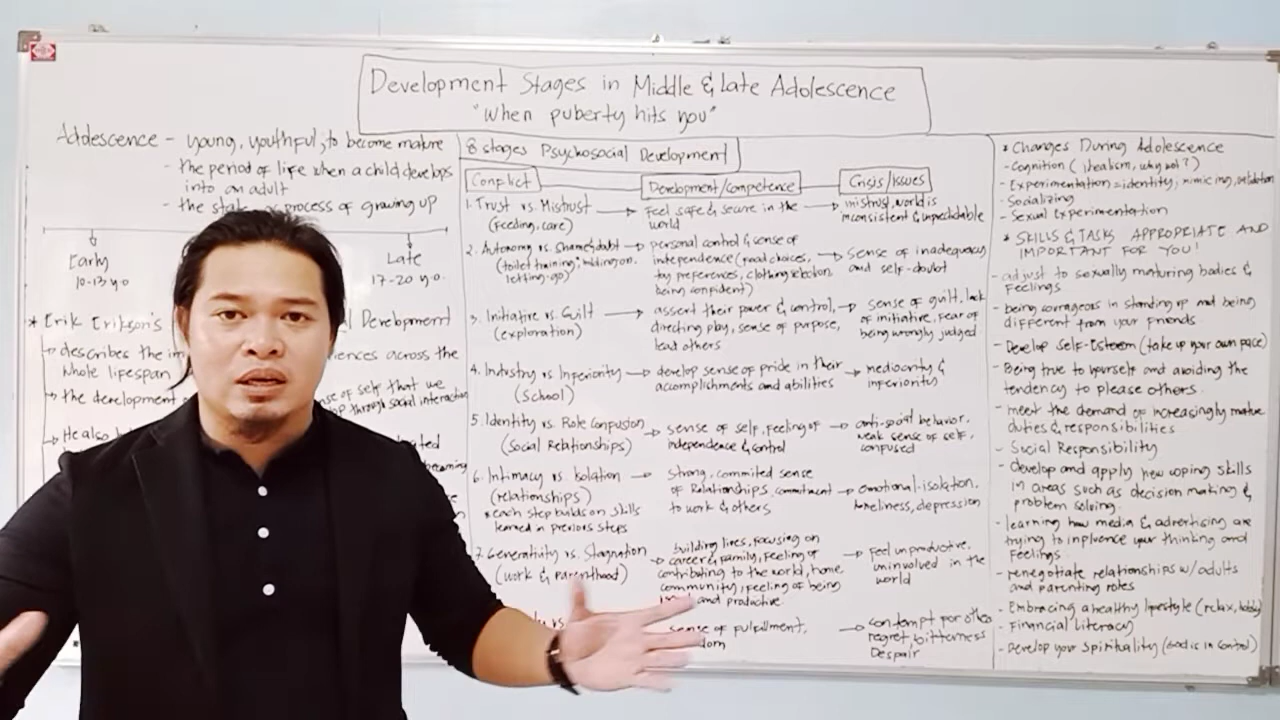 Development Stages in Middle & Late Adolescence
"When puberty hits you"
Adolescence - young, youthful, to become mature
- the period of life when a child develops
into an adult
- the state or process of growing up
Early
10-13 y.o
Late
17-20 y.o.
* Erik Erikson's
l Development
describes the im
iences across the
whole lifespan
the development o
nse of self that we
op through social interaction
He also
ated
becoming
8 stages Psychosocial Development
Conflict
Development/competence
Crisis/Issues
1. Trust vs. Mistrust
(Feeding, care)
feel safe & secure in the
world
mistrust, world is
inconsistent & unpredictable
2. Autonomy vs. Shame & doubt
(toilet training, holding on,
letting-go)
personal control & sense of
independence (food choices,
toy preferences, clothing selection,
being confident)
Sense of inadequacy
and self-doubt
3. Initiative vs. Guilt
(exploration)
assert their power & control,
directing play, sense of purpose,
lead others
sense of guilt, lack
of initiative, fear of
being wrongly judged
4. Industry vs. Inferiority
(School)
develop sense of pride in their
accomplishments and abilities
mediocrity &
inferiority
5. Identity vs. Role Confusion
(Social Relationships)
sense of self, feeling of
independence & control
anti-social behavior,
weak sense of self,
confused
6. Intimacy vs. Isolation
(relationships)
* each step builds on skills
learned in previous steps
Strong, commited sense
of Relationships, commitment
to work & others
emotional-isolation,
loneliness, depression
7. Generativity vs. Stagnation
(work & parenthood)
building lives, focusing on
career & family, feeling of
contributing to the world, home,
community, feeling of being
and productive
feel unproductive,
uninvolved in the
world
vs
sense of fulfillment,
dom
contempt for other
regret, bitterness
Despair
* Changes During Adolescence
- Cognition (idealism, why not?)
- Experimentation = identity, mimicing, validation
- Socializing
- Sexual Experimentation
* SKILLS & TASKS APPROPRIATE AND
IMPORTANT FOR YOU!
- adjust to sexually maturing bodies &
feelings
- being courageous in standing up and being
different from your friends
- Develop self-Esteem (take up your own pace)
- Being true to yourself and avoiding the
tendency to please others.
- meet the demand of increasingly mature
duties & responsibilities
- Social Responsibility
- develop and apply new coping skills
in areas such as decision making &
problem solving.
- learning how media & advertising are
trying to influence your thinking and
feelings
- renegotiate relationships w/ adults
and parenting roles
- Embracing a healthy lifestyle (relax, hobby)
- Financial literacy
- Develop your Spirituality (God is in control)